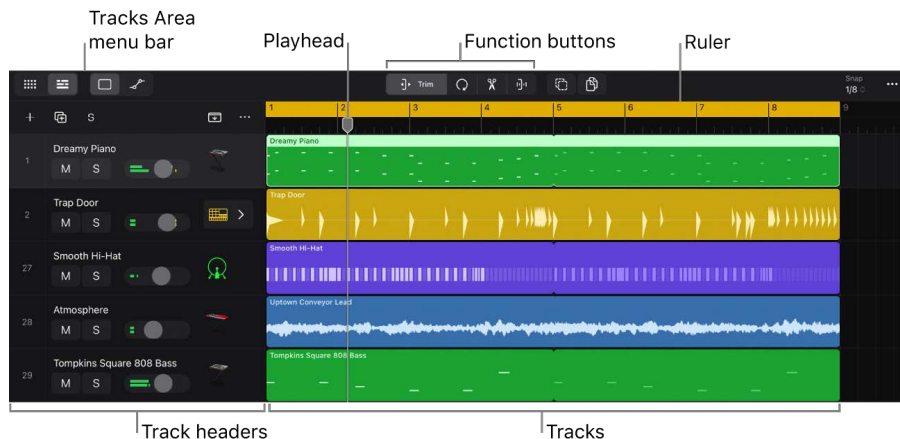 Tracks Area
menu bar
Playhead
Function buttons
Ruler
Trim
Snap
1/8
S
1 2 3 4 5 6 7 8 9
1
Dreamy Piano
M S
Dreamy Piano
2
Trap Door
M S
Trap Door
27
Smooth Hi-Hat
M S
Smooth Hi-Hat
28
Atmosphere
M S
Uptown Conveyor Lead
29
Tompkins Square 808 Bass
M S
Tompkins Square 808 Bass
Track headers
Tracks